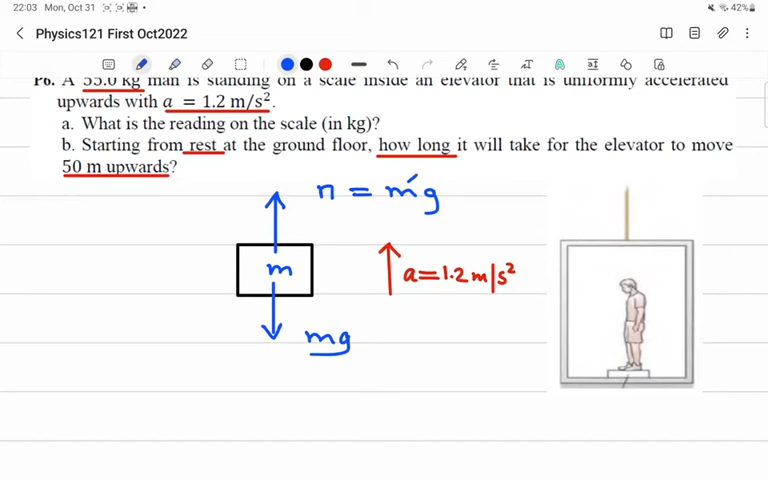 22:03 Mon, Oct 31
42%
Physics121 First Oct2022
P6. A 55.0 kg man is standing on a scale inside an elevator that is uniformly accelerated
upwards with a = 1.2 m/s².
a. What is the reading on the scale (in kg)?
b. Starting from rest at the ground floor, how long it will take for the elevator to move
50 m upwards?
n = m´g
m
a=1.2 m/s²
mg